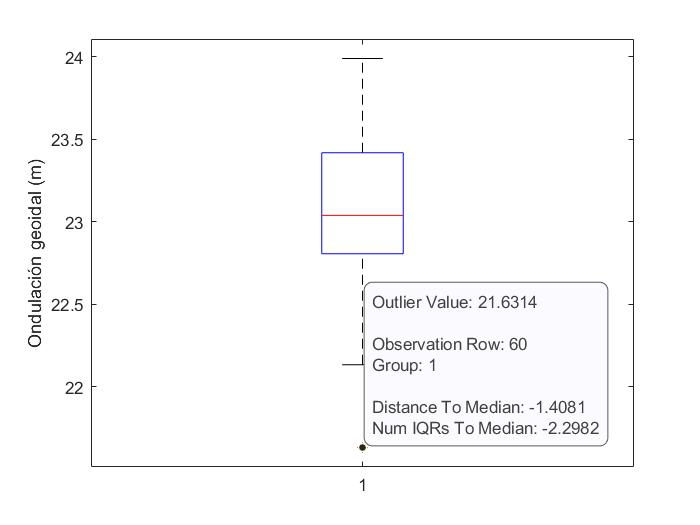 24
23.5
23
22.5
22
Ondulación geoidal (m)
Outlier Value: 21.6314
Observation Row: 60
Group: 1
Distance To Median: -1.4081
Num IQRs To Median: -2.2982
1